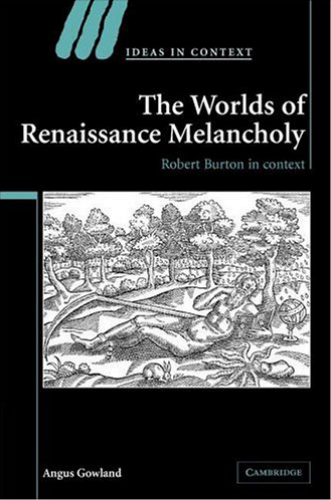 IDEAS IN CONTEXT
The Worlds of
Renaissance Melancholy
Robert Burton in context
Angus Gowland
CAMBRIDGE